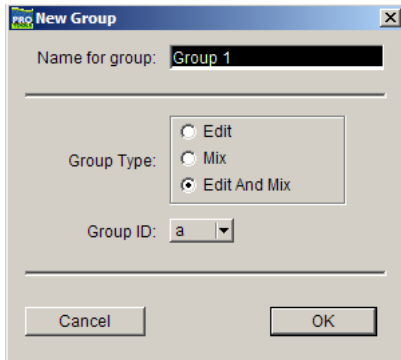 PRO New Group
Name for group: Group 1
Edit
Mix
Group Type:
Edit And Mix
Group ID: a
Cancel OK